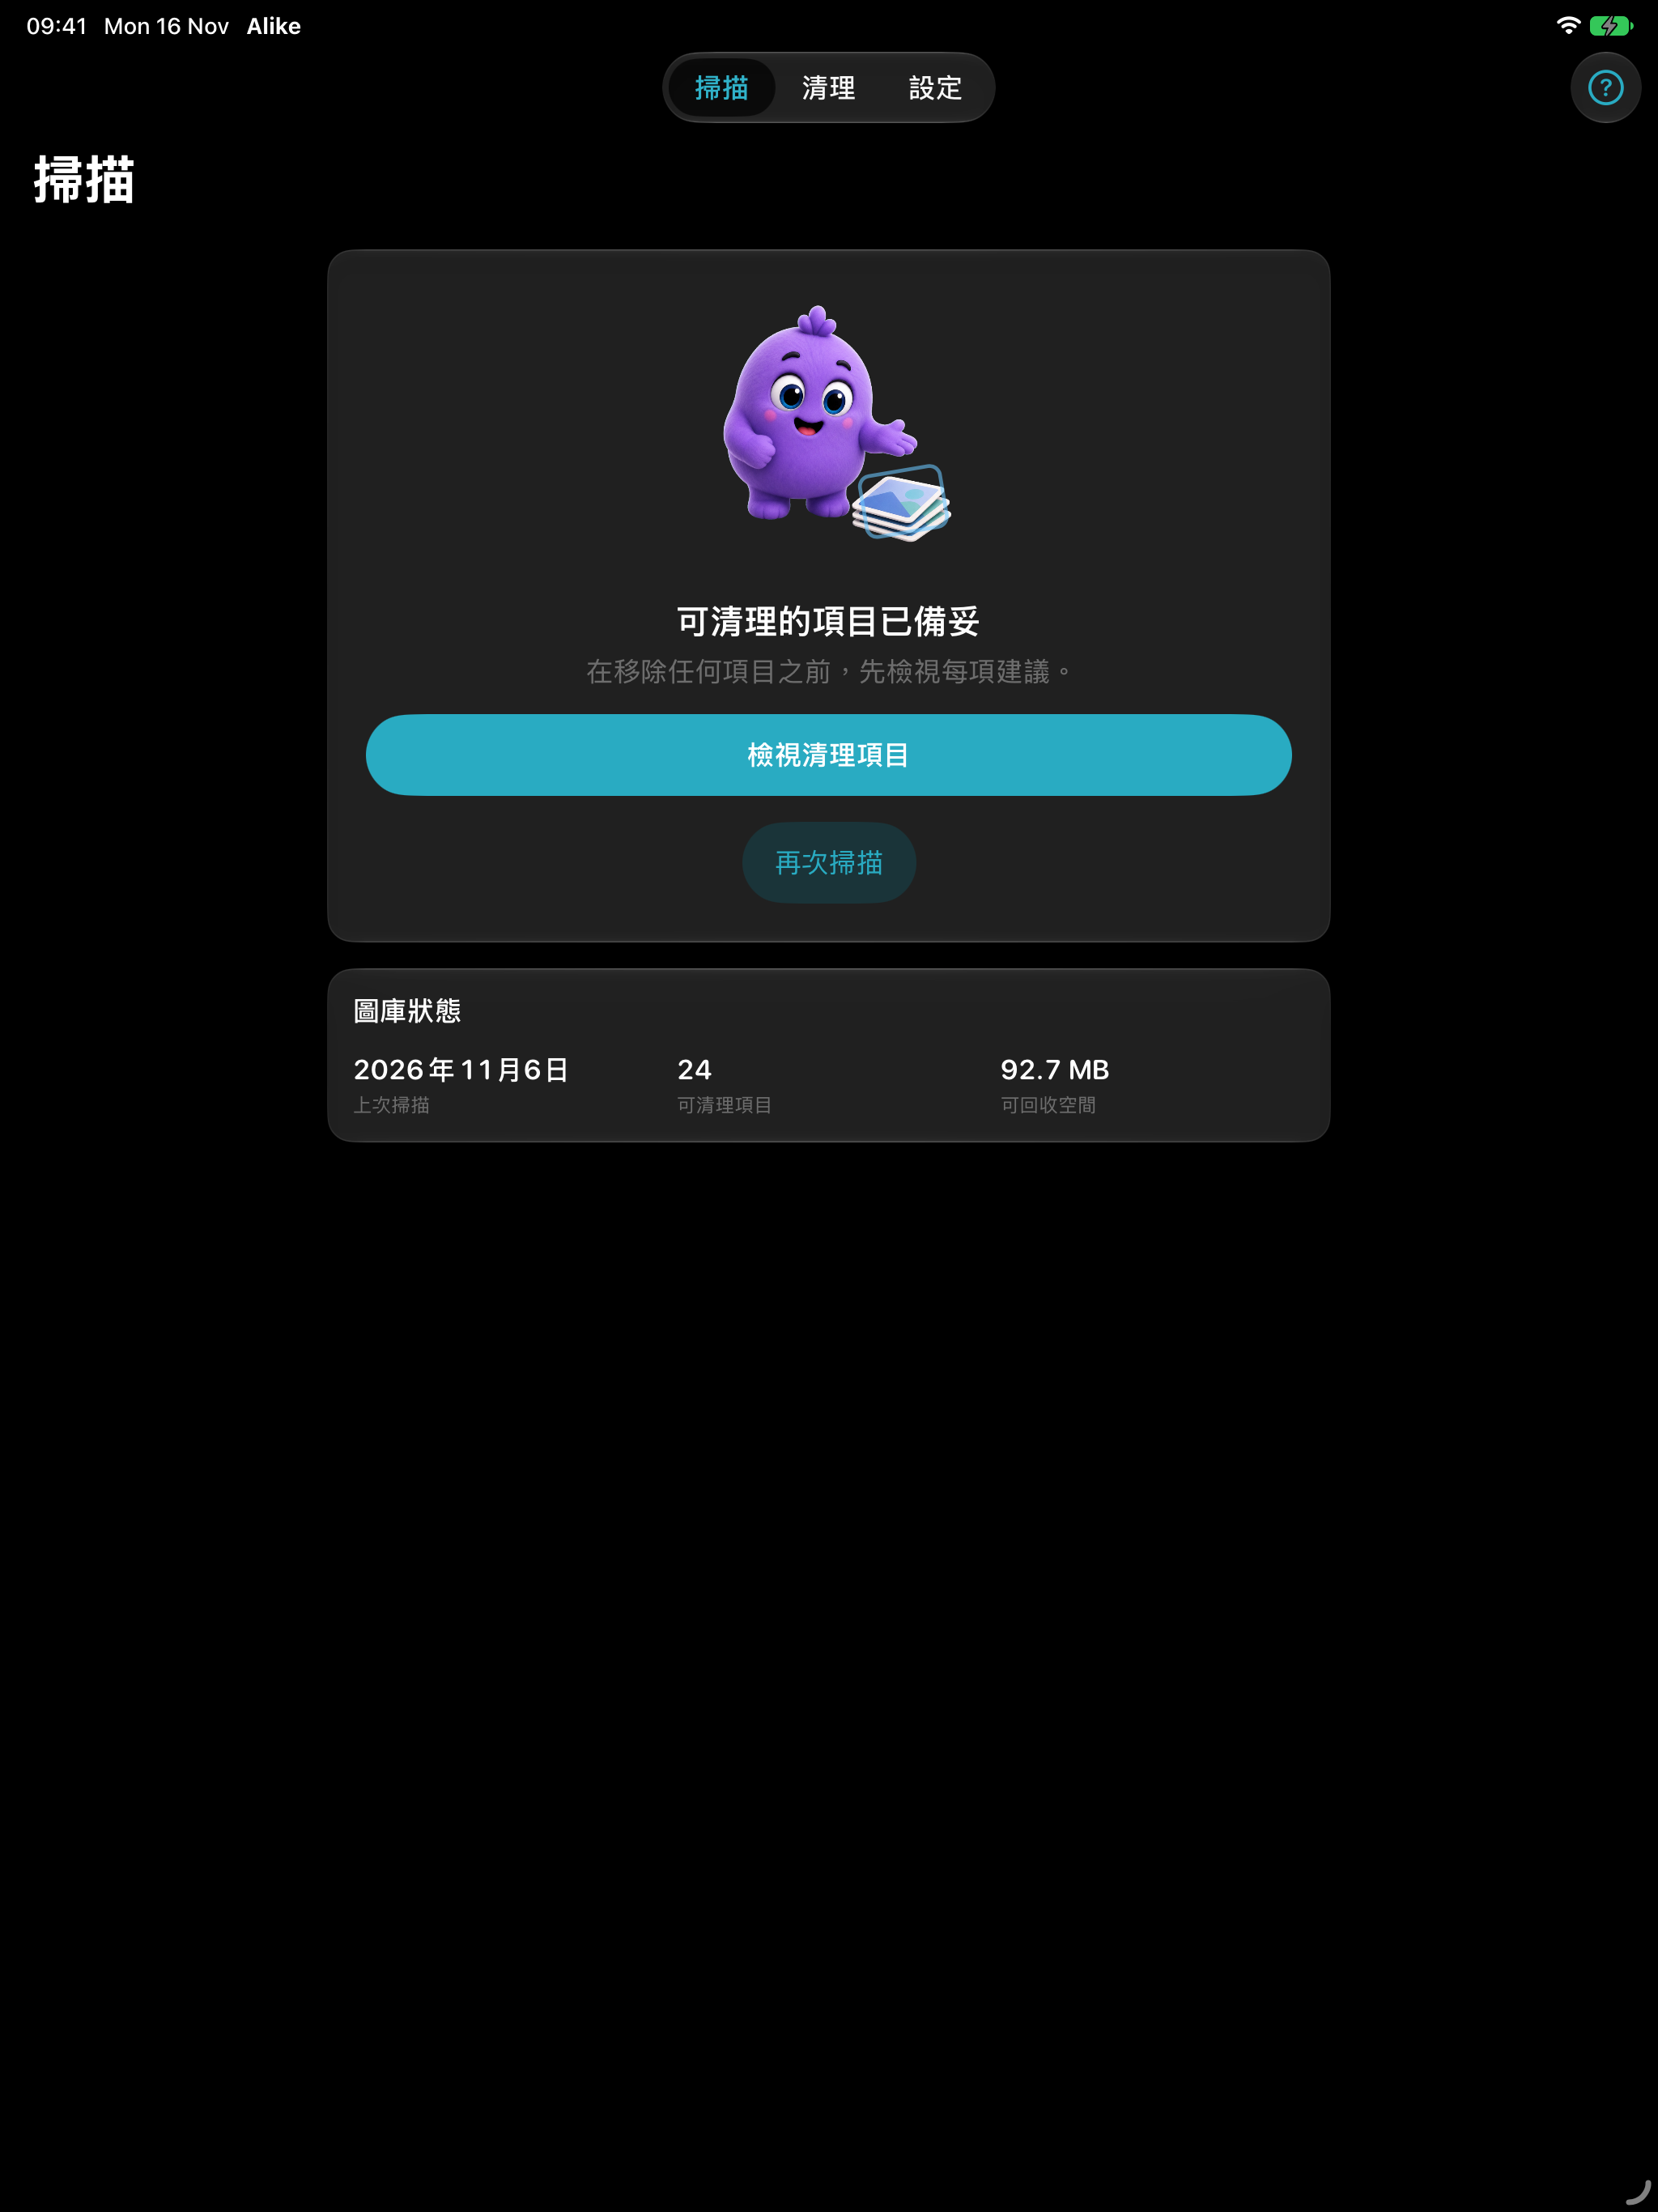 09:41 Mon 16 Nov Alike
掃描 清理 設定
?
掃描
可清理的項目已備妥
在移除任何項目之前，先檢視每項建議。
檢視清理項目
再次掃描
圖庫狀態
2026年11月6日 24 92.7 MB
上次掃描 可清理項目 可回收空間